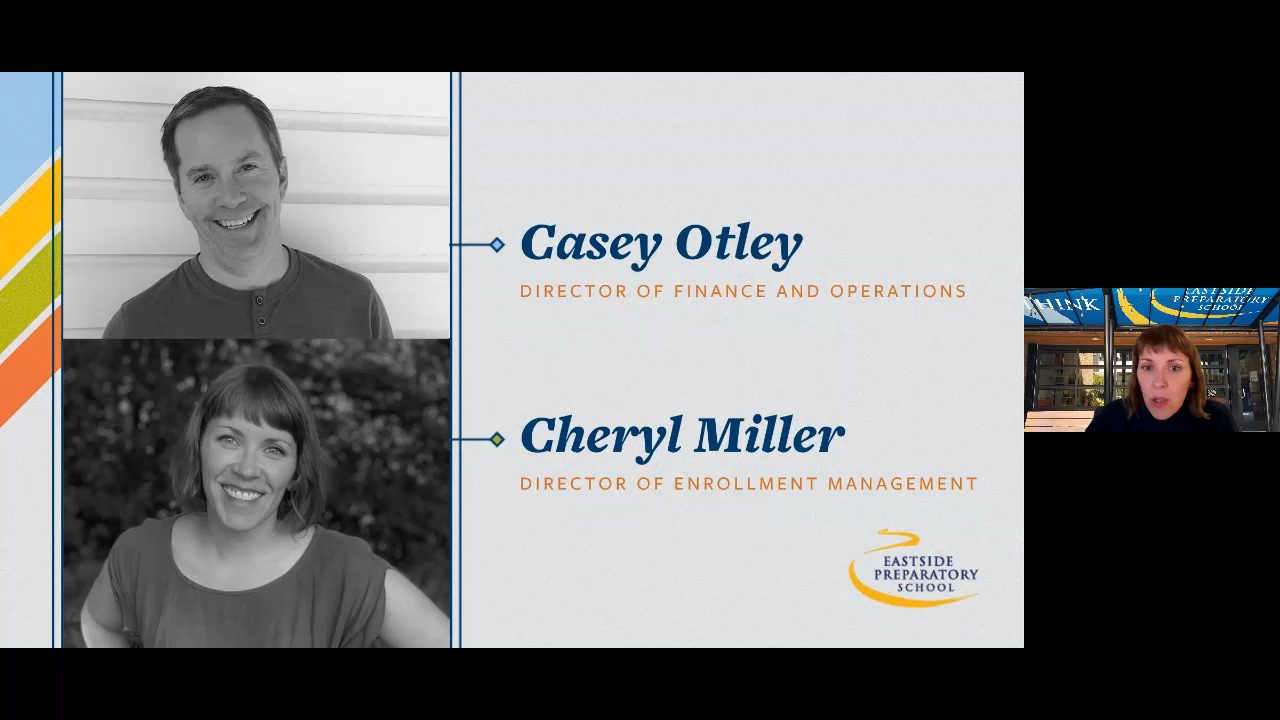 Casey Otley
DIRECTOR OF FINANCE AND OPERATIONS
Cheryl Miller
DIRECTOR OF ENROLLMENT MANAGEMENT
EASTSIDE
PREPARATORY
SCHOOL
THINK
EASTSIDE
PREPARATORY
SCHOOL